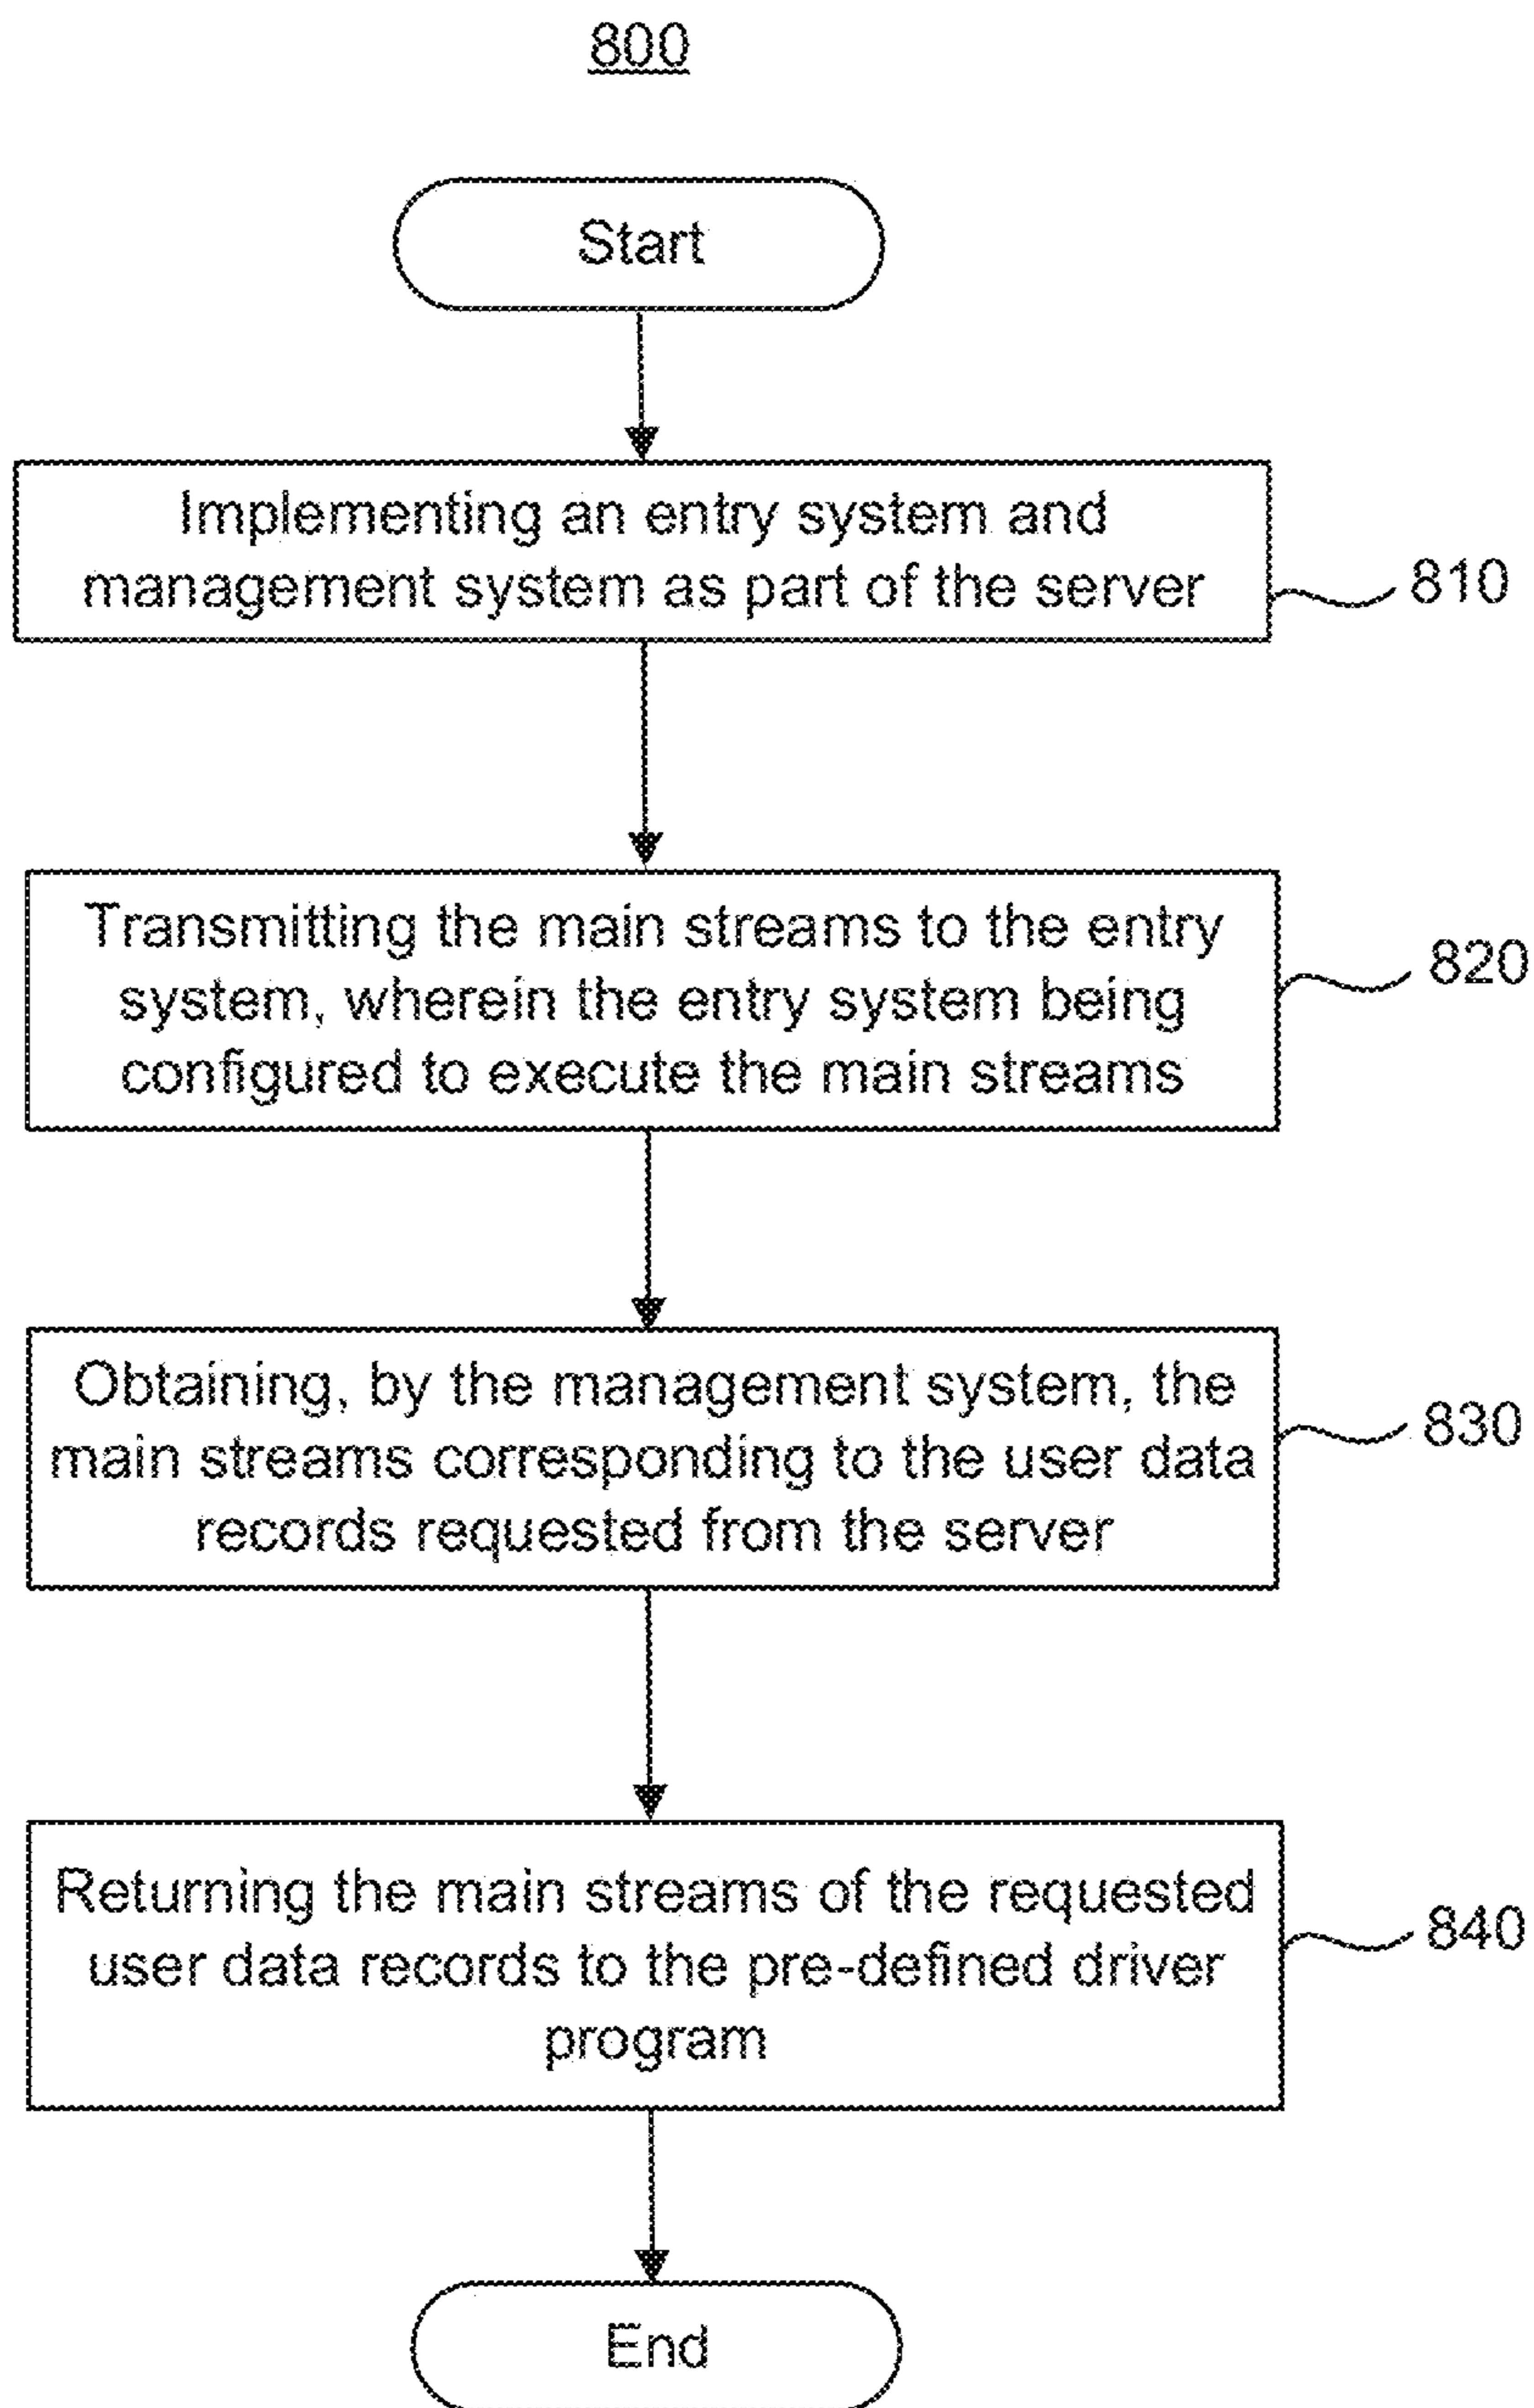 800
Start
Implementing an entry system and
management system as part of the server
810
Transmitting the main streams to the entry
system, wherein the entry system being
configured to execute the main streams
820
Obtaining, by the management system, the
main streams corresponding to the user data
records requested from the server
830
Returning the main streams of the requested
user data records to the pre-defined driver
program
840
End